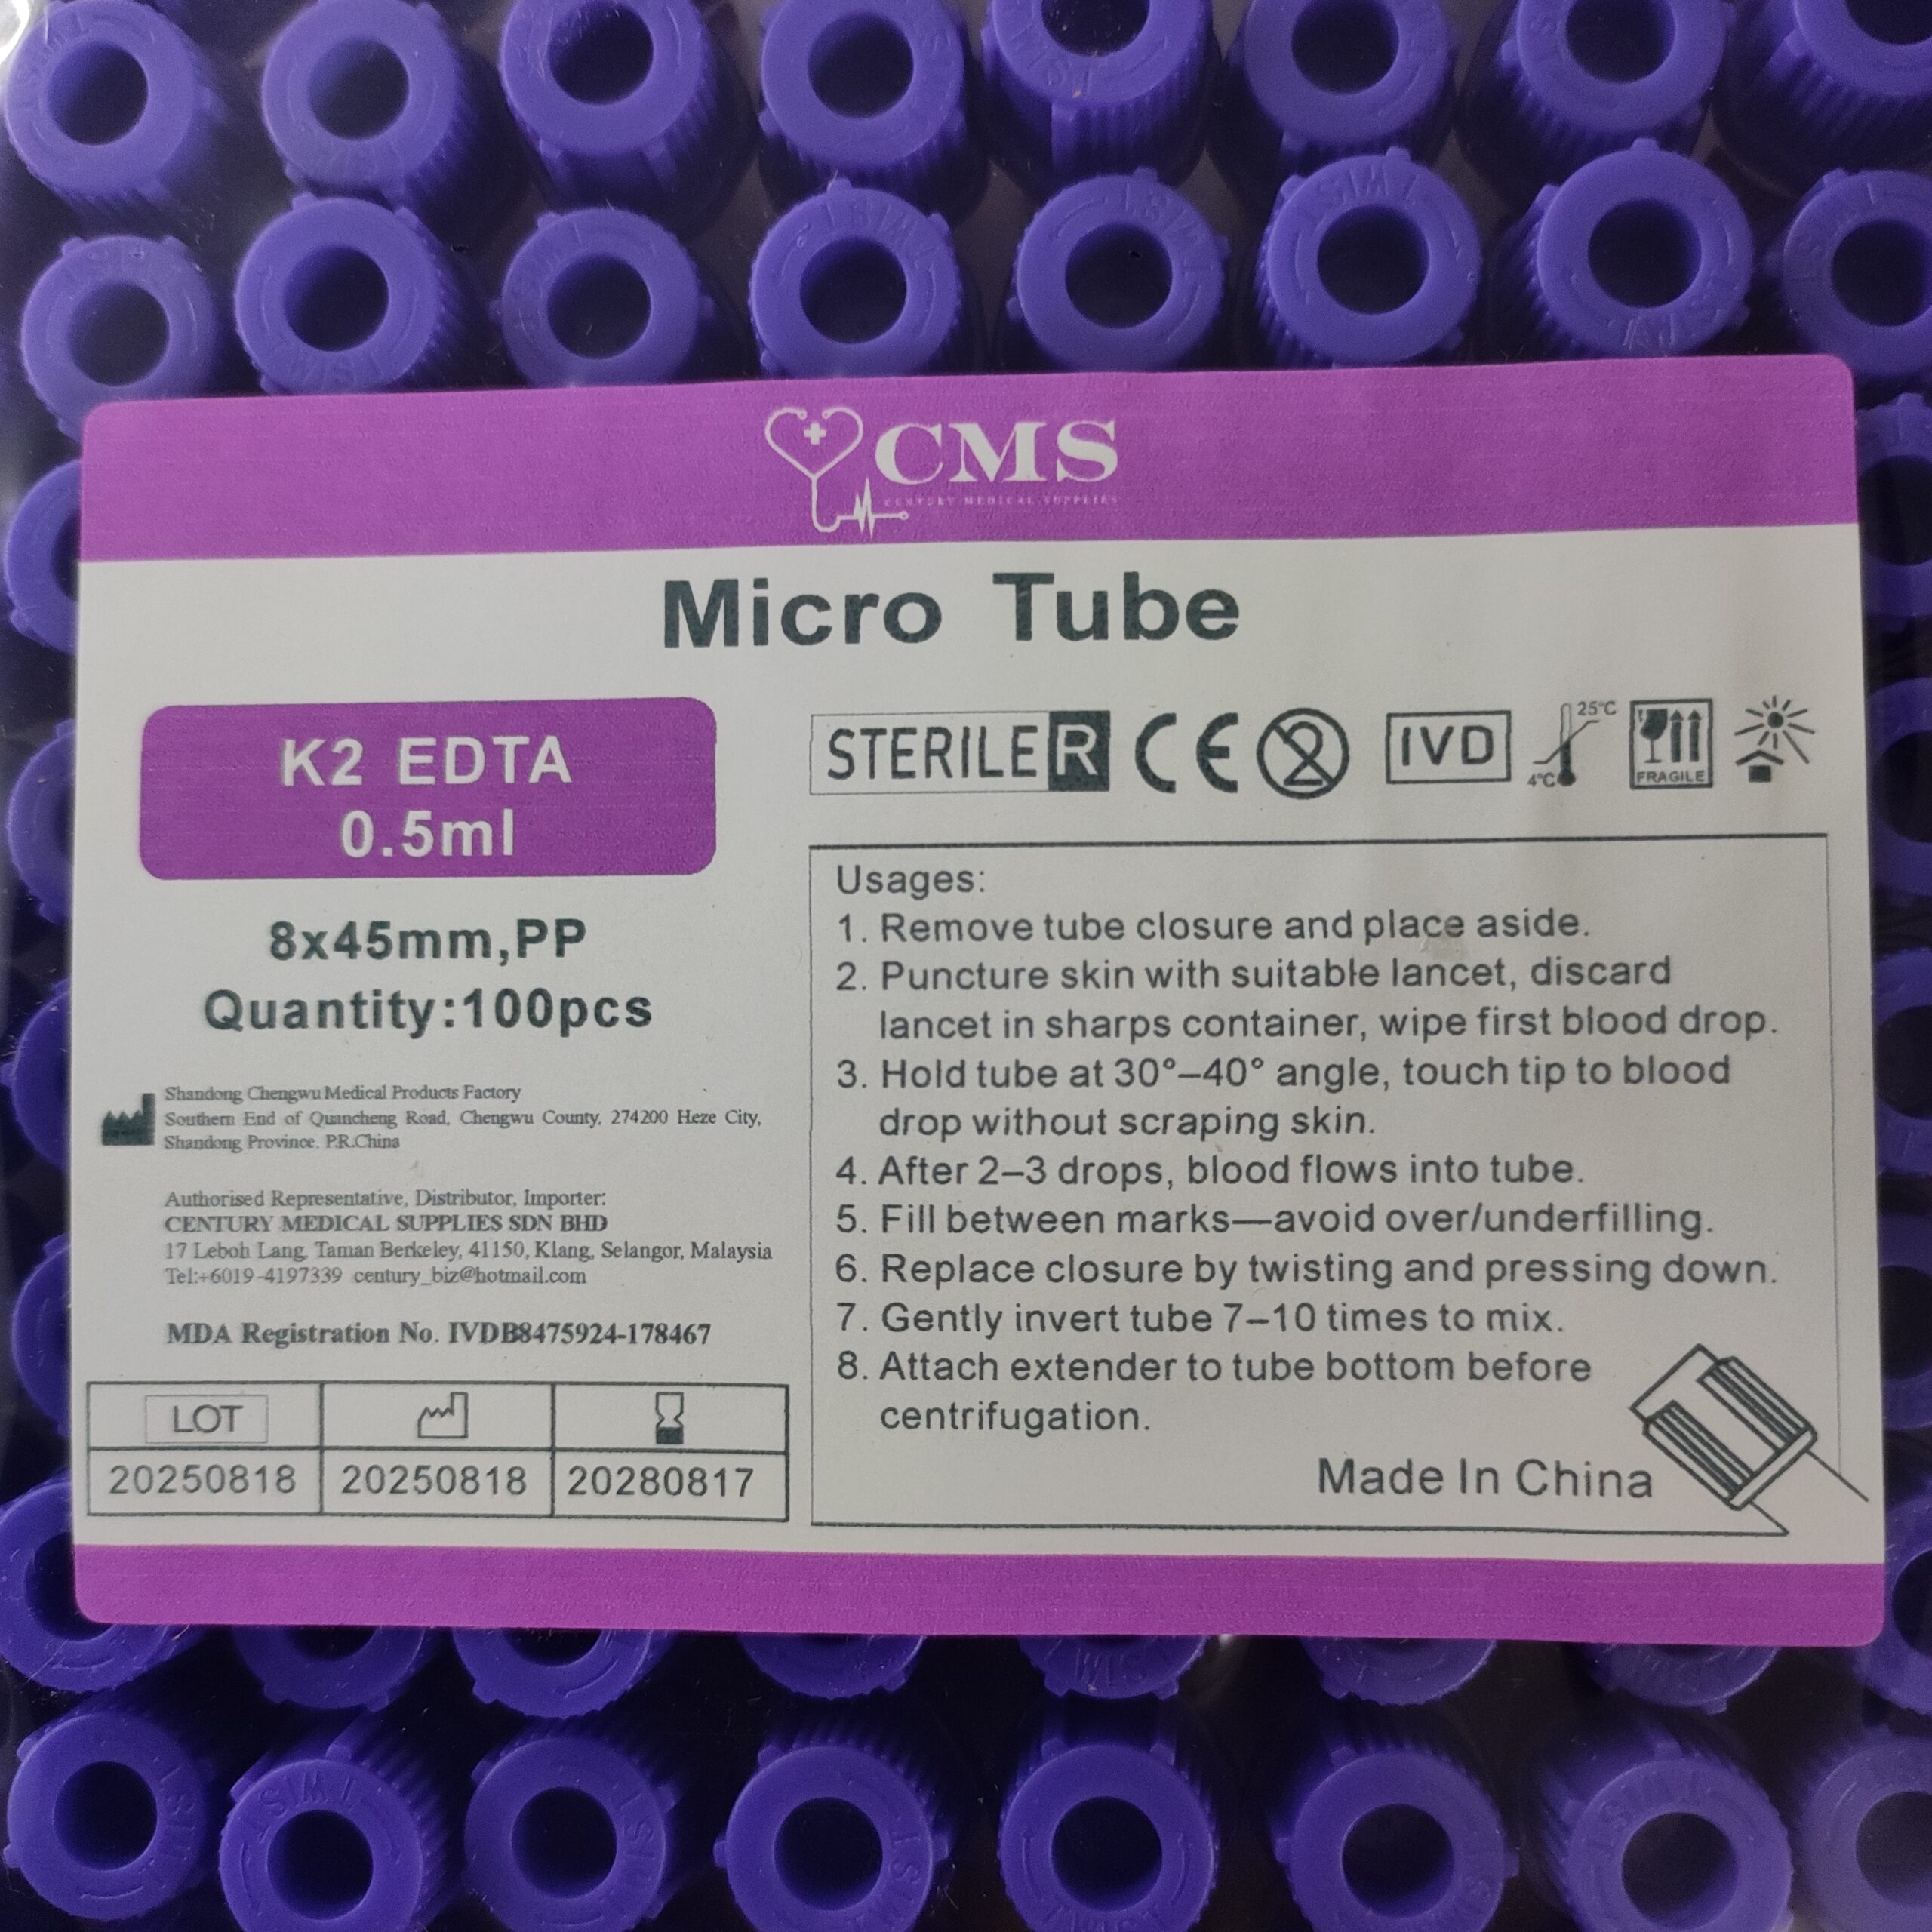 CMS
CENTURY MEDICAL SUPPLIES
Micro Tube
K2 EDTA
0.5ml
8x45mm,PP
Quantity:100pcs
Shandong Chengwu Medical Products Factory
Southern End of Quancheng Road, Chengwu County, 274200 Heze City,
Shandong Province. P.R.China
Authorised Representative, Distributor, Importer:
CENTURY MEDICAL SUPPLIES SDN BHD
17 Leboh Lang, Taman Berkeley, 41150, Klang, Selangor, Malaysia
Tel:+6019-4197339 century_biz@hotmail.com
MDA Registration No. IVDB8475924-178467
LOT
20250818 20250818 20280817
STERILE R CE 2 IVD 25°C 4°C FRAGILE
Usages:
1. Remove tube closure and place aside.
2. Puncture skin with suitable lancet, discard
lancet in sharps container, wipe first blood drop.
3. Hold tube at 30°–40° angle, touch tip to blood
drop without scraping skin.
4. After 2–3 drops, blood flows into tube.
5. Fill between marks—avoid over/underfilling.
6. Replace closure by twisting and pressing down.
7. Gently invert tube 7–10 times to mix.
8. Attach extender to tube bottom before
centrifugation.
Made In China
TWIST